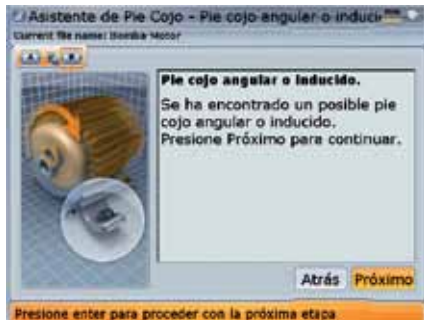 Asistente de Pie Cojo - Pie cojo angular o induci
Current file name: Bomba Motor
Pie cojo angular o Inducido.
Se ha encontrado un posible pie
cojo angular o inducido.
Presione Próximo para continuar.
Atrás Próximo
Presione enter para proceder con la próxima etapa